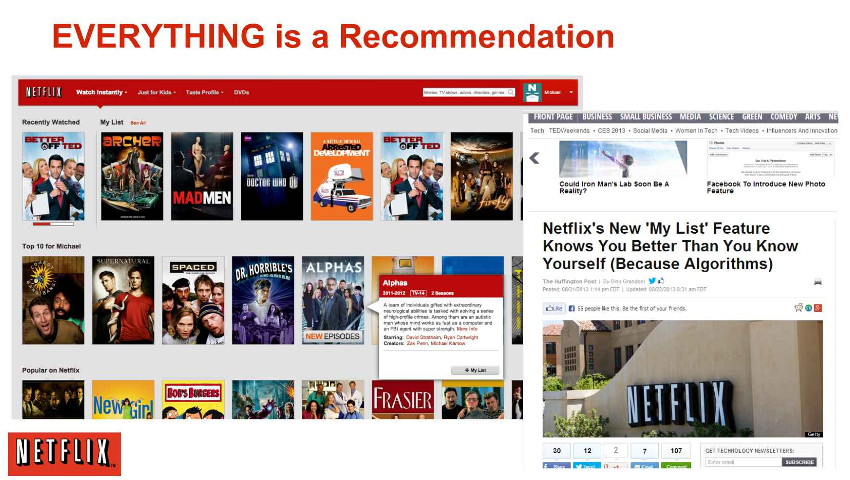 EVERYTHING is a Recommendation
NETFLIX
Watch Instantly
Just for Kids
Taste Profile
DVDs
Movies, TV shows, actors, directors, genres
Michael
Recently Watched
My List
See All
BETTER OFF TED
ARCHER
MAD MEN
DOCTOR WHO
A NETFLIX ORIGINAL
ARRESTED DEVELOPMENT
BETTER OFF TED
firefly
Top 10 for Michael
SUPERNATURAL
SPACED
DR. HORRIBLE'S
ALPHAS
NEW EPISODES
Alphas
2011-2012 TV-14 2 Seasons
A team of individuals gifted with extraordinary
neurological abilities is tasked with solving a series
of high-profile crimes. Among them are an autistic
man whose mind works as fast as a computer and
an FBI agent with super strength. More Info
Starring: David Strathairn, Ryan Cartwright
Creators: Zak Penn, Michael Karnow
+ My List
Popular on Netflix
New Girl
BOB'S BURGERS
FRASIER
FRONT PAGE BUSINESS SMALL BUSINESS MEDIA SCIENCE GREEN COMEDY ARTS NE
Tech TEDWeekends • CES 2013 • Social Media • Women In Tech • Tech Videos • Influencers And Innovation
Could Iron Man's Lab Soon Be A
Reality?
Facebook To Introduce New Photo
Feature
Netflix's New 'My List' Feature
Knows You Better Than You Know
Yourself (Because Algorithms)
The Huffington Post | By Dino Grandoni
Posted: 08/21/2013 1:44 pm EDT | Updated: 08/22/2013 9:31 am EDT
Like
55 people like this. Be the first of your friends.
NETFLIX
Getty
30
12
2
7
107
Share
Tweet
Email
Comment
GET TECHNOLOGY NEWSLETTERS:
Enter email
SUBSCRIBE
NETFLIX